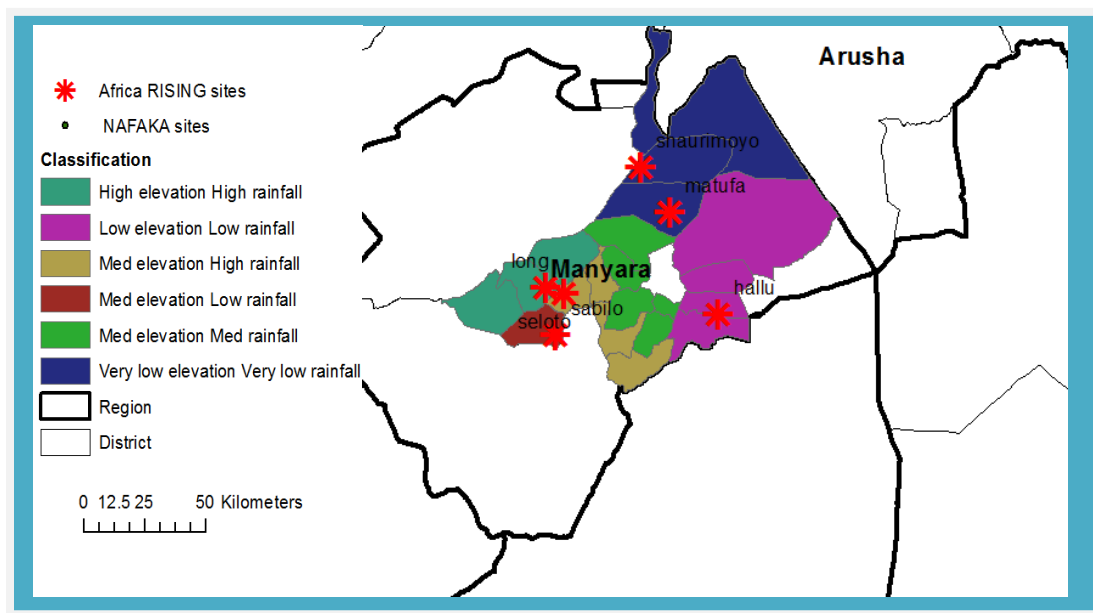 Africa RISING sites
NAFAKA sites
Classification
High elevation High rainfall
Low elevation Low rainfall
Med elevation High rainfall
Med elevation Low rainfall
Med elevation Med rainfall
Very low elevation Very low rainfall
Region
District
0 12.5 25 50 Kilometers
Arusha
shaurimoyo
matufa
long
Manyara
hallu
sabilo
seloto